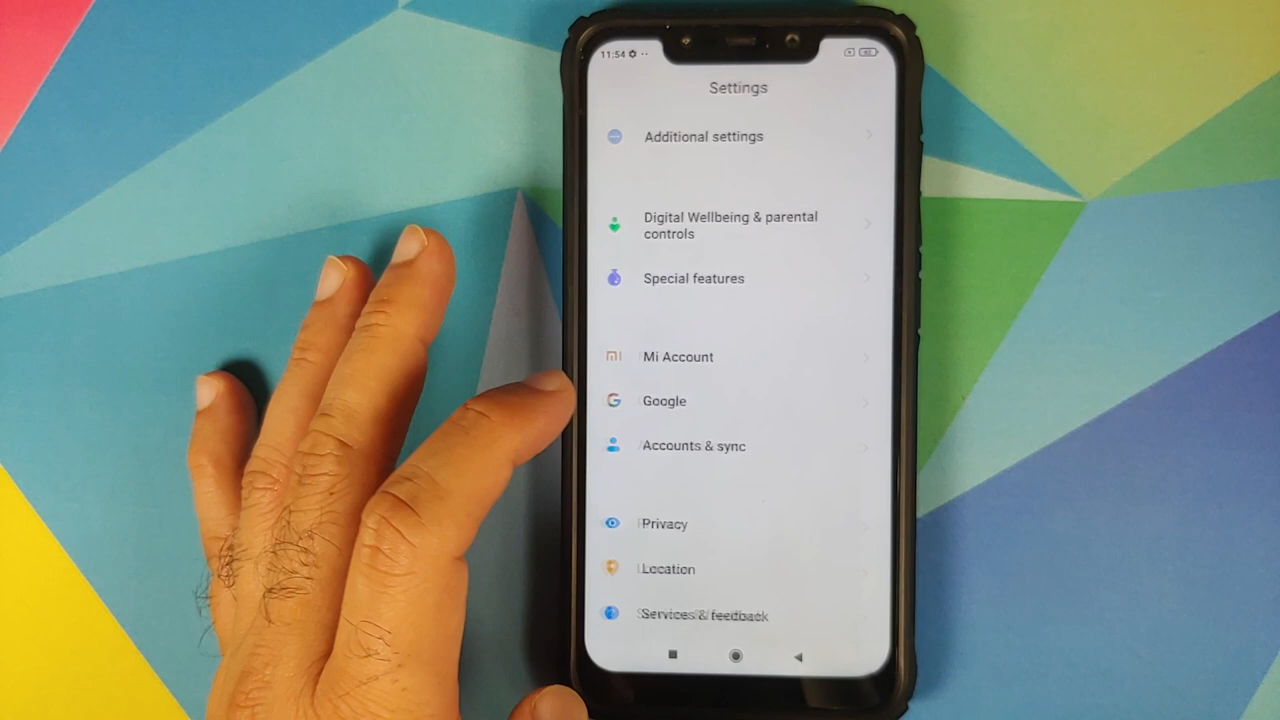 11:54
Settings
Additional settings
Digital Wellbeing & parental
controls
Special features
Mi Account
Google
Accounts & sync
Privacy
Location
Services & feedback